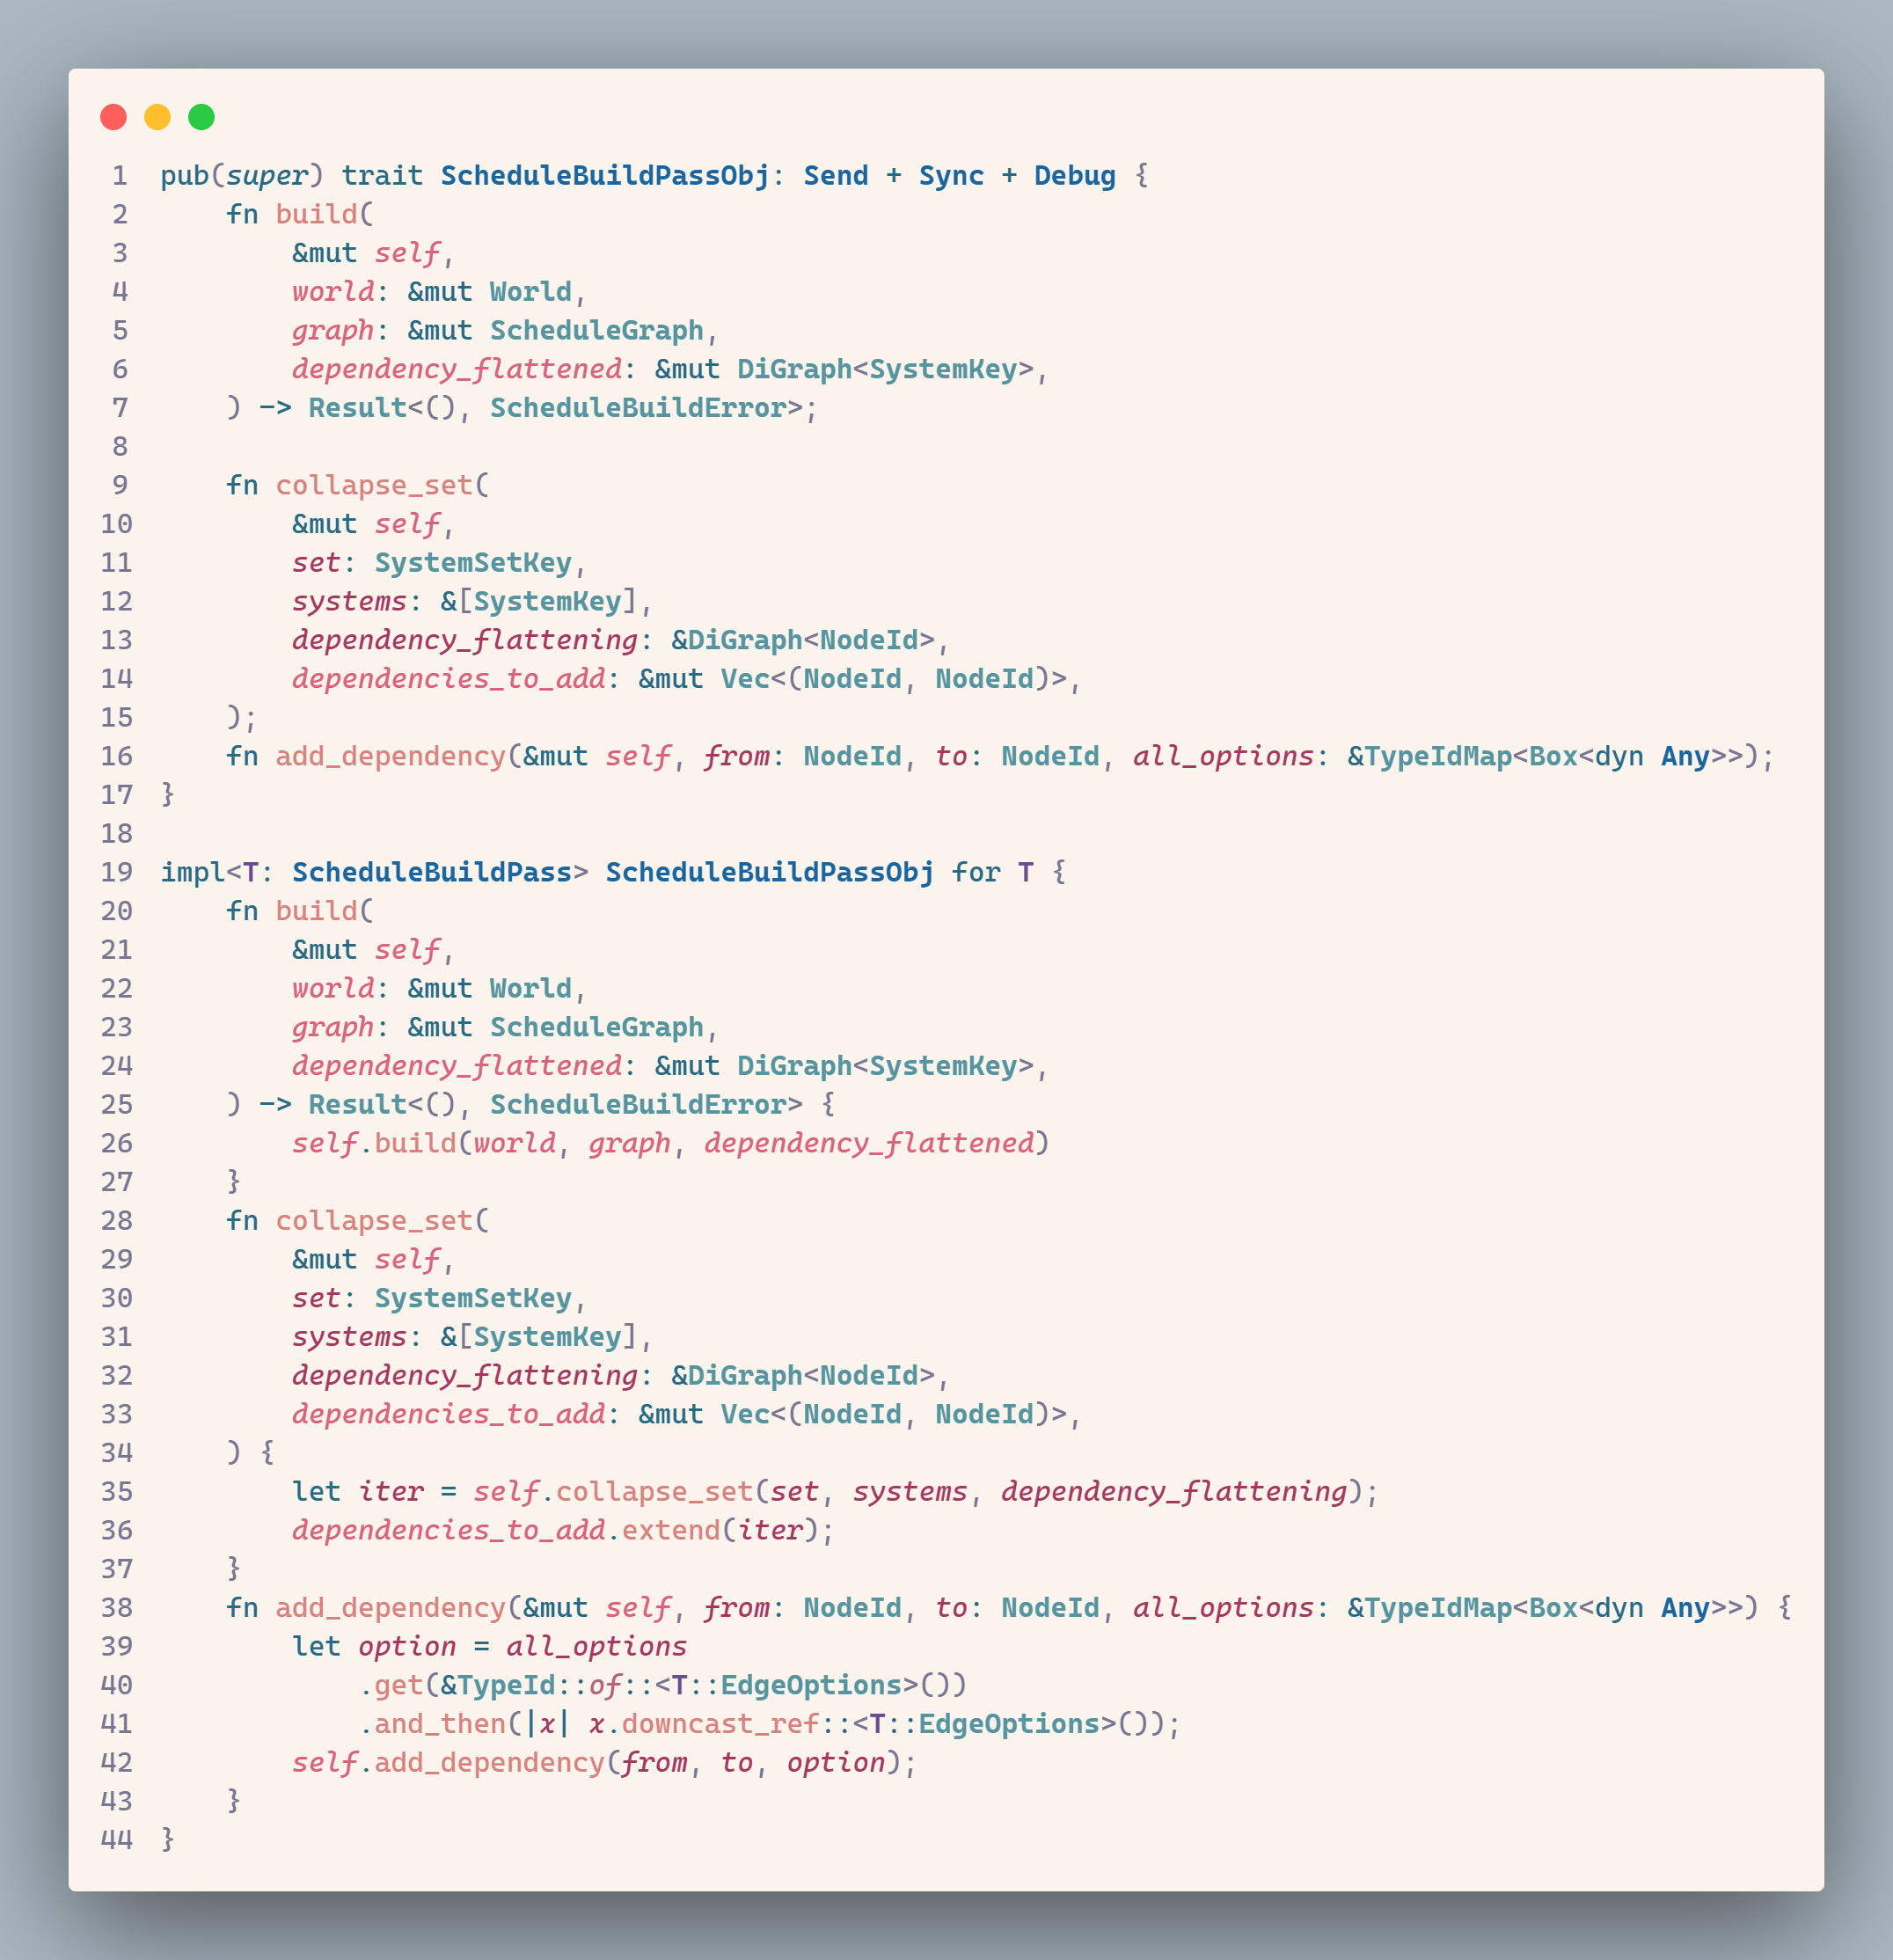 1 pub(super) trait ScheduleBuildPassObj: Send + Sync + Debug {
2     fn build(
3         &mut self,
4         world: &mut World,
5         graph: &mut ScheduleGraph,
6         dependency_flattened: &mut DiGraph<SystemKey>,
7     ) -> Result<(), ScheduleBuildError>;
8
9     fn collapse_set(
10         &mut self,
11         set: SystemSetKey,
12         systems: &[SystemKey],
13         dependency_flattening: &DiGraph<NodeId>,
14         dependencies_to_add: &mut Vec<(NodeId, NodeId)>,
15     );
16     fn add_dependency(&mut self, from: NodeId, to: NodeId, all_options: &TypeIdMap<Box<dyn Any>>);
17 }
18
19 impl<T: ScheduleBuildPass> ScheduleBuildPassObj for T {
20     fn build(
21         &mut self,
22         world: &mut World,
23         graph: &mut ScheduleGraph,
24         dependency_flattened: &mut DiGraph<SystemKey>,
25     ) -> Result<(), ScheduleBuildError> {
26         self.build(world, graph, dependency_flattened)
27     }
28     fn collapse_set(
29         &mut self,
30         set: SystemSetKey,
31         systems: &[SystemKey],
32         dependency_flattening: &DiGraph<NodeId>,
33         dependencies_to_add: &mut Vec<(NodeId, NodeId)>,
34     ) {
35         let iter = self.collapse_set(set, systems, dependency_flattening);
36         dependencies_to_add.extend(iter);
37     }
38     fn add_dependency(&mut self, from: NodeId, to: NodeId, all_options: &TypeIdMap<Box<dyn Any>>) {
39         let option = all_options
40             .get(&TypeId::of::<T::EdgeOptions>())
41             .and_then(|x| x.downcast_ref::<T::EdgeOptions>());
42         self.add_dependency(from, to, option);
43     }
44 }